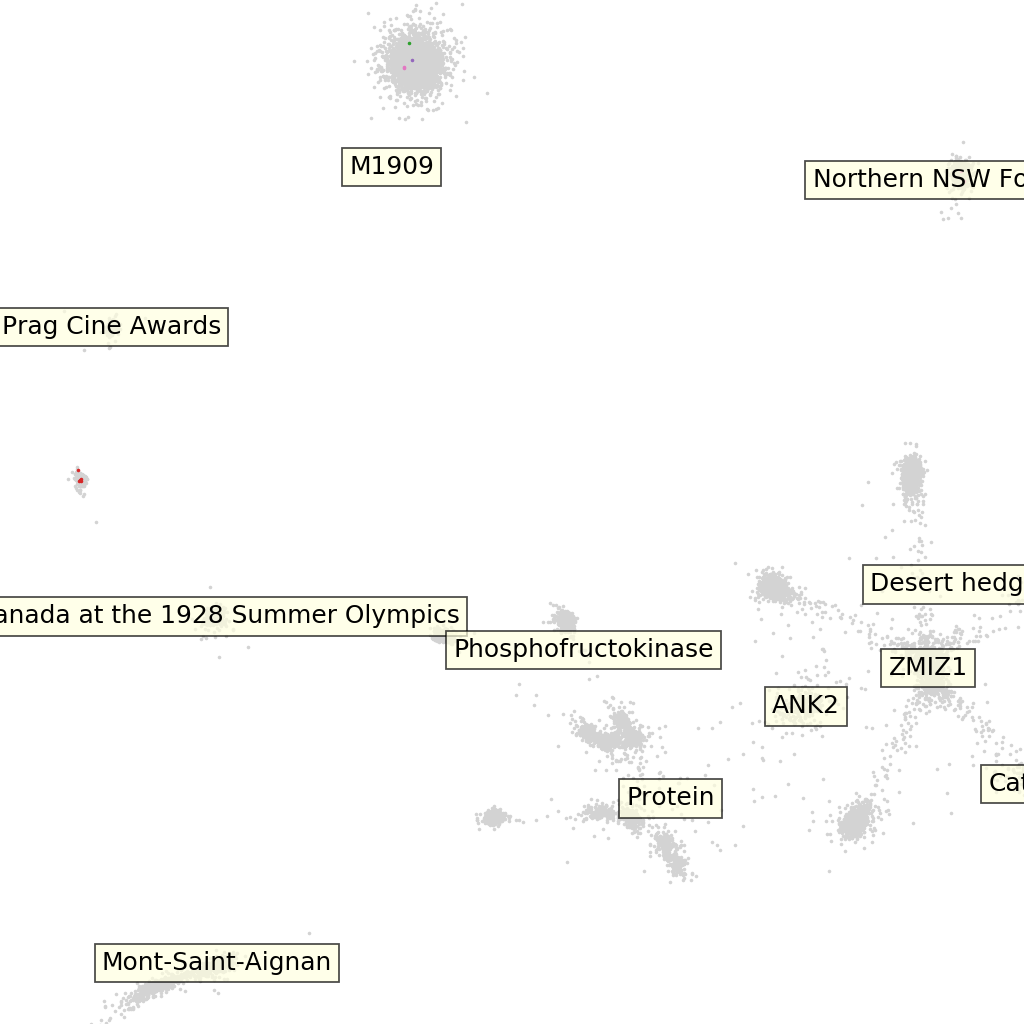 M1909
Northern NSW Fo
Prag Cine Awards
Desert hedg
anada at the 1928 Summer Olympics
Phosphofructokinase
ZMIZ1
ANK2
Cat
Protein
Mont-Saint-Aignan